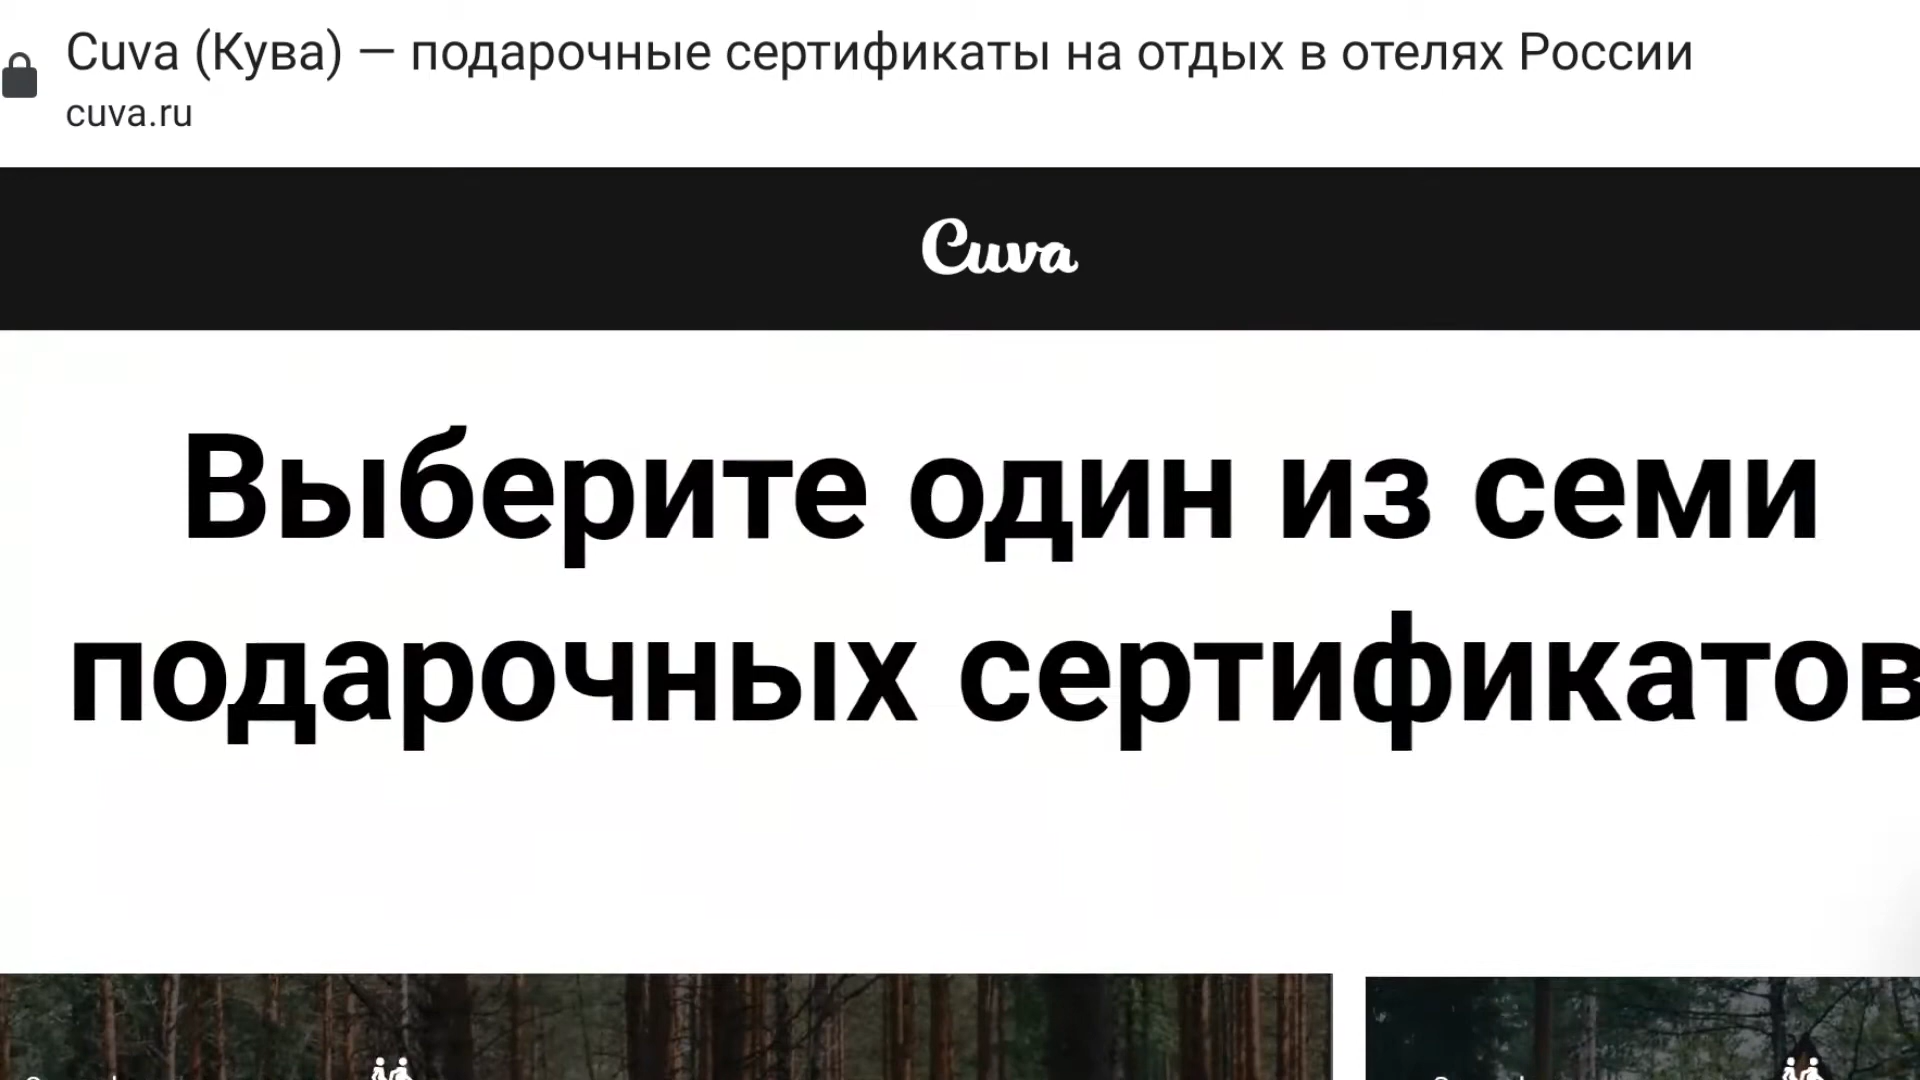 Cuva (Кува) — подарочные сертификаты на отдых в отелях России
cuva.ru
Cuva
Выберите один из семи
подарочных сертификатов